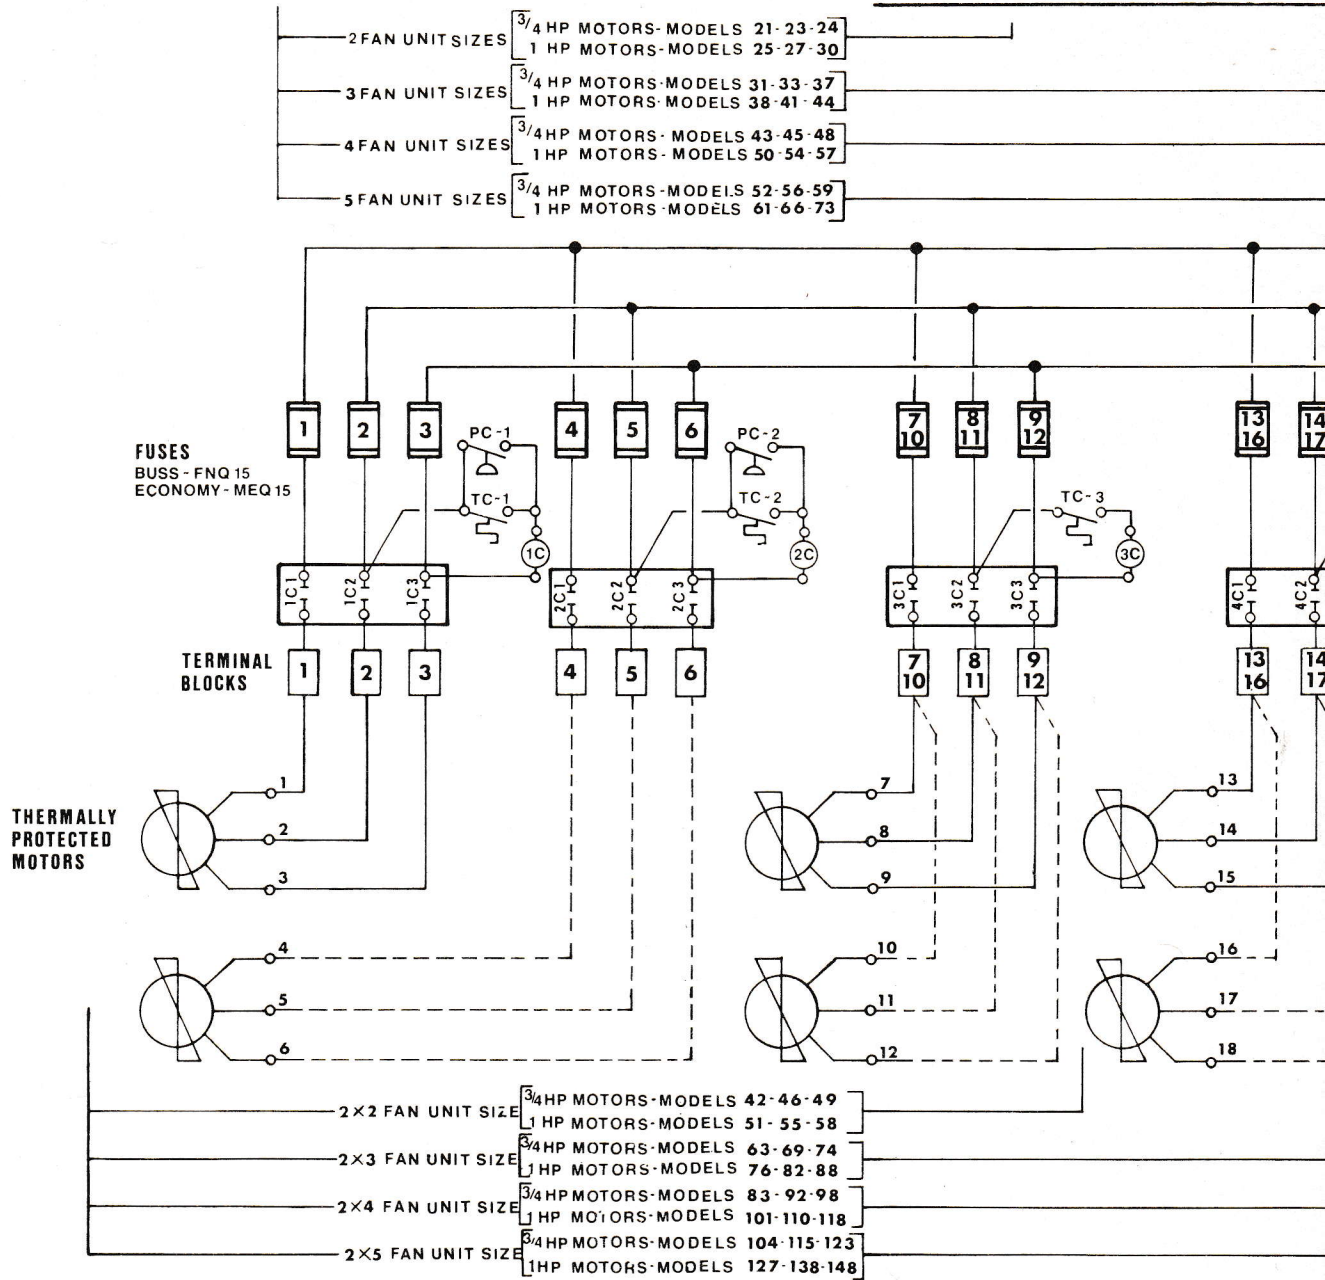 2 FAN UNIT SIZES 3/4 HP MOTORS-MODELS 21-23-24
1 HP MOTORS-MODELS 25-27-30
3 FAN UNIT SIZES 3/4 HP MOTORS-MODELS 31-33-37
1 HP MOTORS-MODELS 38-41-44
4 FAN UNIT SIZES 3/4 HP MOTORS-MODELS 43-45-48
1 HP MOTORS-MODELS 50-54-57
5 FAN UNIT SIZES 3/4 HP MOTORS-MODELS 52-56-59
1 HP MOTORS-MODELS 61-66-73
1 2 3 4 5 6 7 8 9 13 14
10 11 12 16 17
PC-1 PC-2
FUSES
BUSS-FNQ 15
ECONOMY-MEQ 15
TC-1 TC-2 TC-3
1C 2C 3C
1C1 1C2 1C3 2C1 2C2 2C3 3C1 3C2 3C3 4C1 4C2
TERMINAL
BLOCKS
1 2 3 4 5 6 7 8 9 13 14
10 11 12 16 17
THERMALLY
PROTECTED
MOTORS
1 7 13
2 8 14
3 9 15
4 10 16
5 11 17
6 12 18
2X2 FAN UNIT SIZE 3/4 HP MOTORS-MODELS 42-46-49
1 HP MOTORS-MODELS 51-55-58
2X3 FAN UNIT SIZE 3/4 HP MOTORS-MODELS 63-69-74
1 HP MOTORS-MODELS 76-82-88
2X4 FAN UNIT SIZE 3/4 HP MOTORS-MODELS 83-92-98
1 HP MOTORS-MODELS 101-110-118
2X5 FAN UNIT SIZE 3/4 HP MOTORS-MODELS 104-115-123
1 HP MOTORS-MODELS 127-138-148